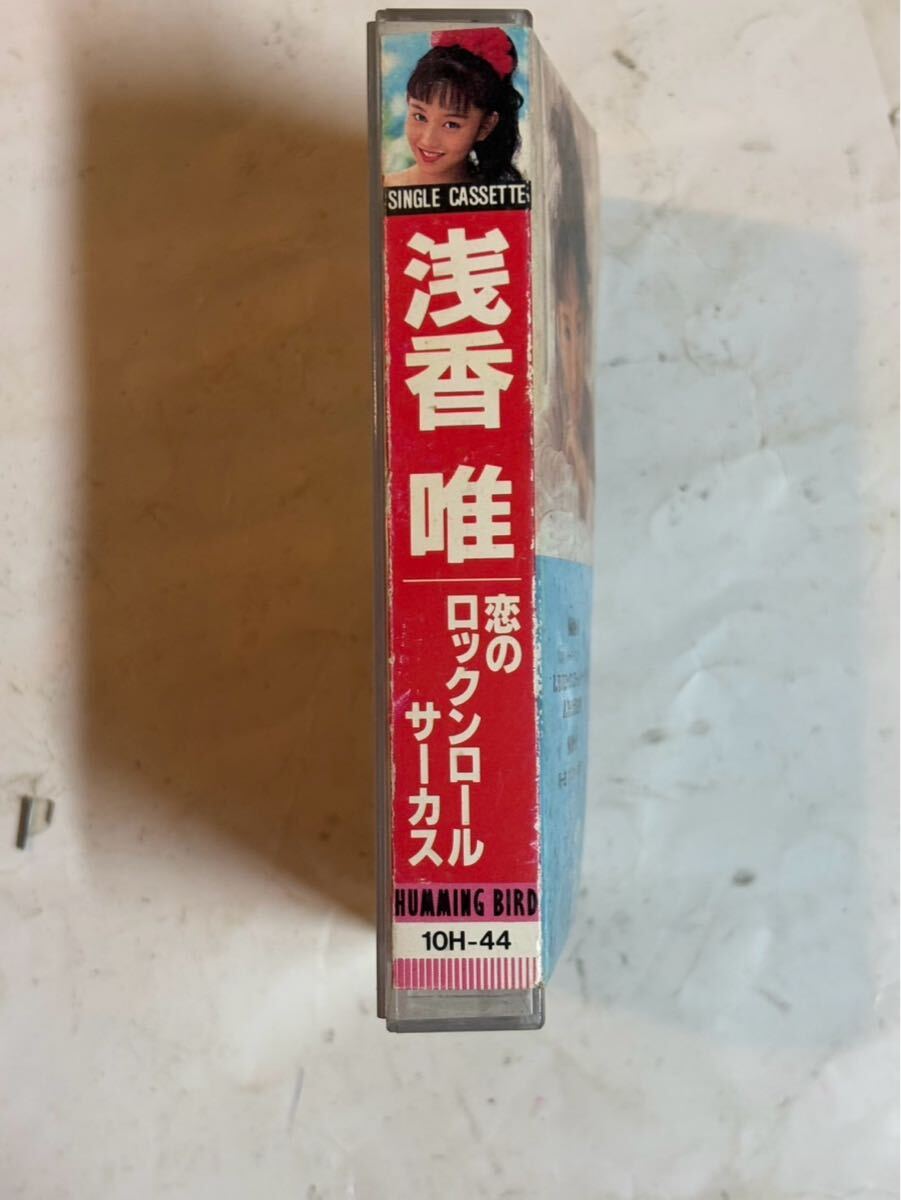 SINGLE CASSETTE
浅香 唯
恋の
ロックンロール
サーカス
HUMMING BIRD
10H-44